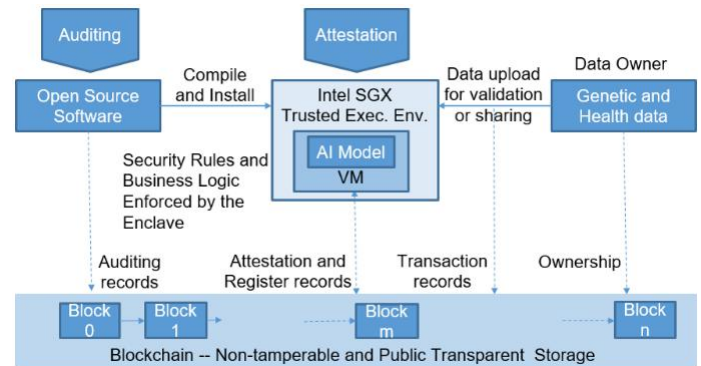 Auditing
Attestation
Data Owner
Open Source
Software
Compile
and Install
Intel SGX
Trusted Exec. Env.
AI Model
VM
Data upload
for validation
or sharing
Genetic and
Health data
Security Rules and
Business Logic
Enforced by the
Enclave
Auditing
records
Attestation and
Register records
Transaction
records
Ownership
Block
0
Block
1
Block
m
Block
n
Blockchain -- Non-tamperable and Public Transparent Storage